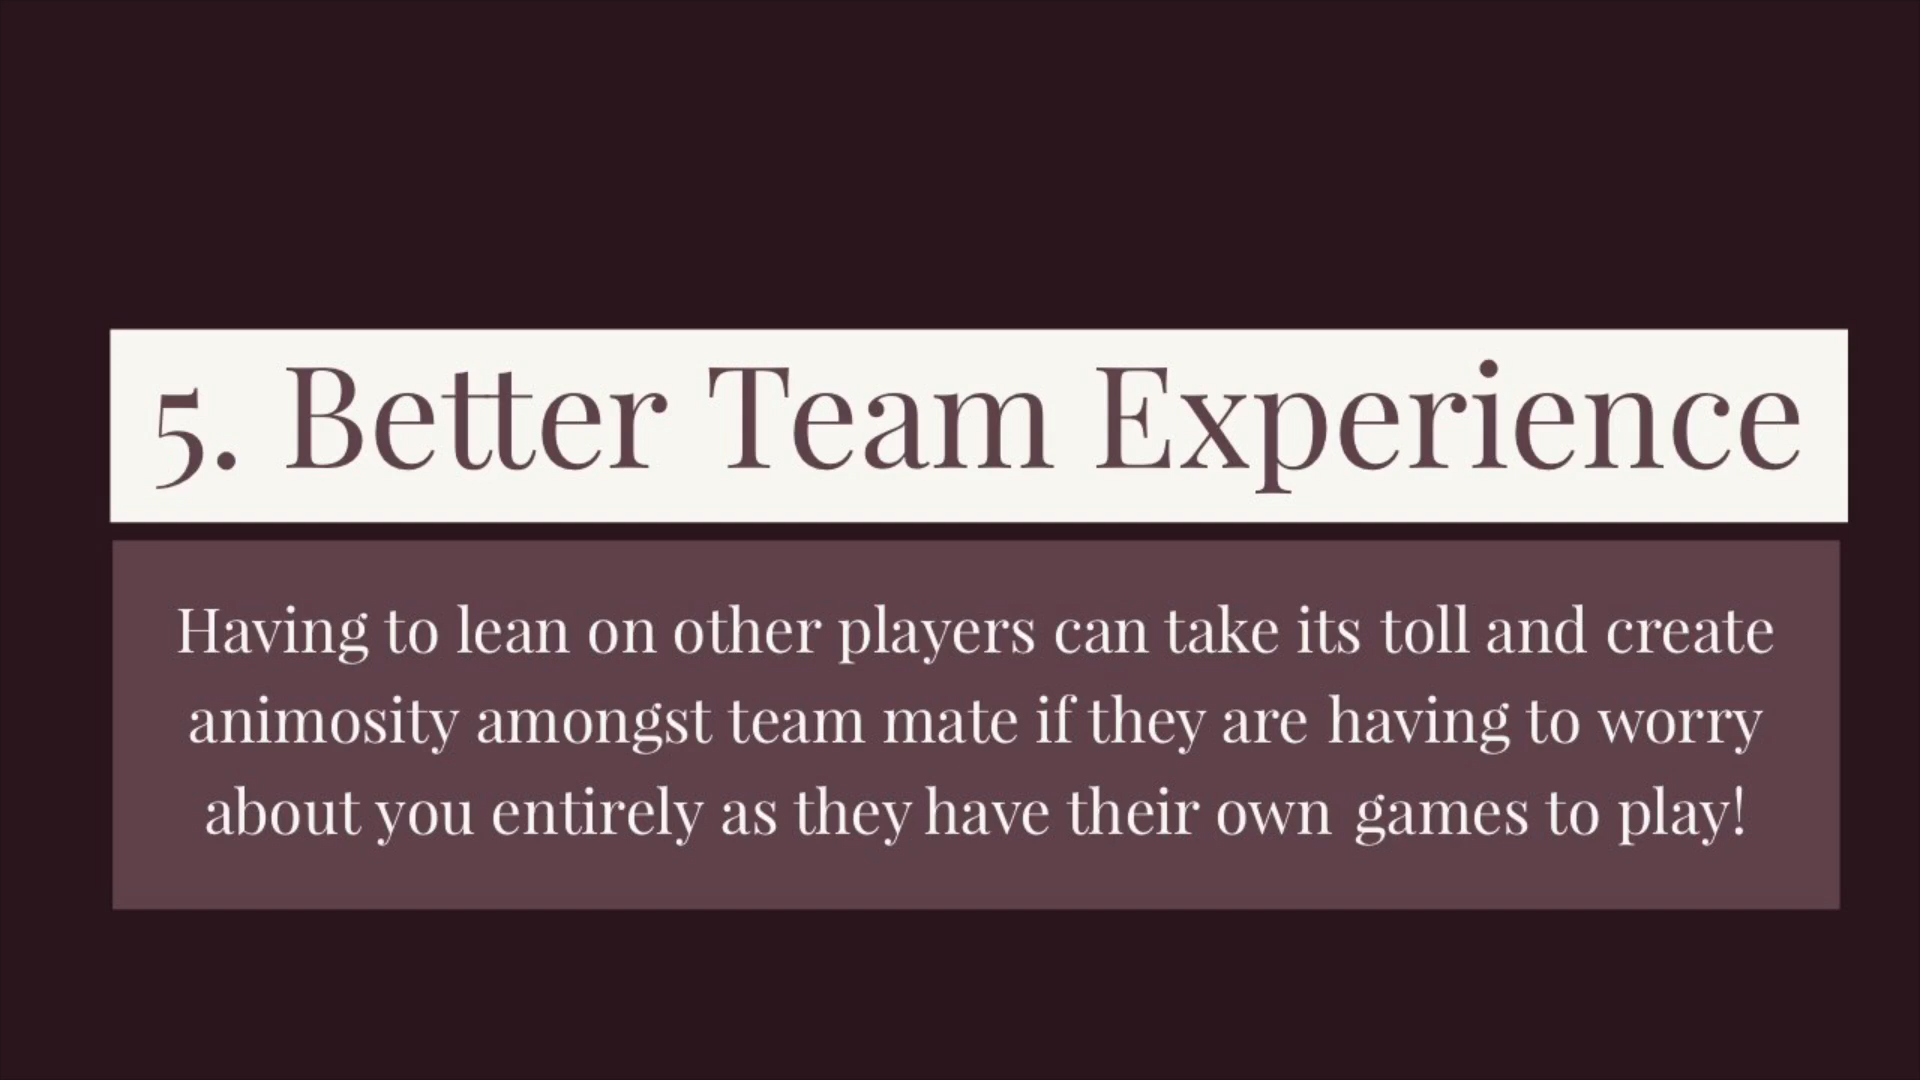 5. Better Team Experience
Having to lean on other players can take its toll and create
animosity amongst team mate if they are having to worry
about you entirely as they have their own games to play!